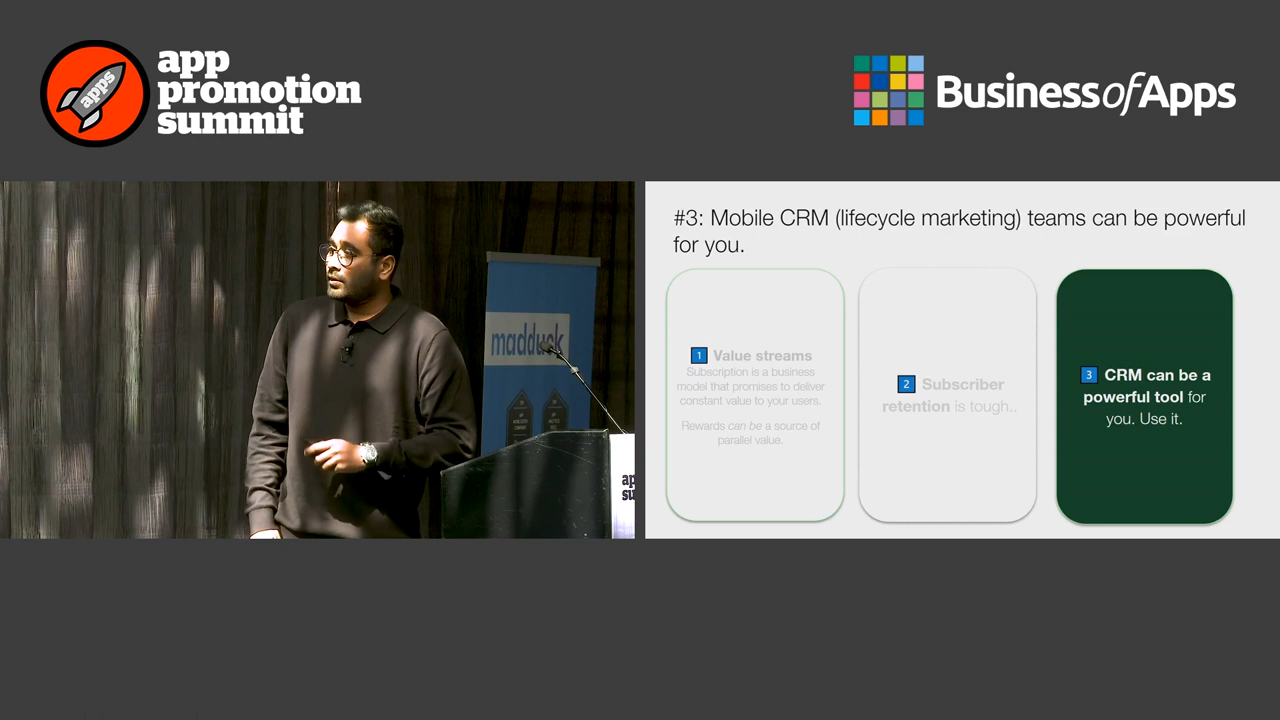 app
promotion
summit
apps
BusinessofApps
madduck
ap
su
#3: Mobile CRM (lifecycle marketing) teams can be powerful
for you.
1 Value streams
Subscription is a business
model that promises to deliver
constant value to your users.
Rewards can be a source of
parallel value.
2 Subscriber
retention is tough..
3 CRM can be a
powerful tool for
you. Use it.